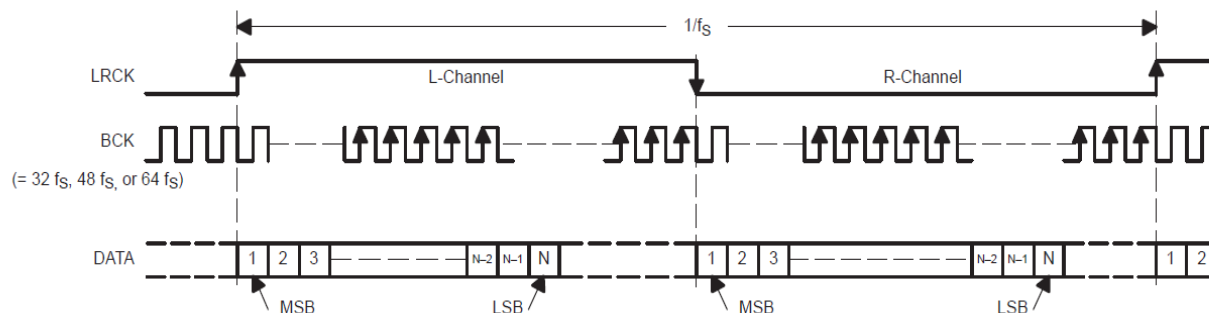 1/fS
LRCK
L-Channel
R-Channel
BCK
(= 32 fS, 48 fS, or 64 fS)
DATA
1 2 3 N–2 N–1 N 1 2 3 N–2 N–1 N 1 2
MSB LSB MSB LSB